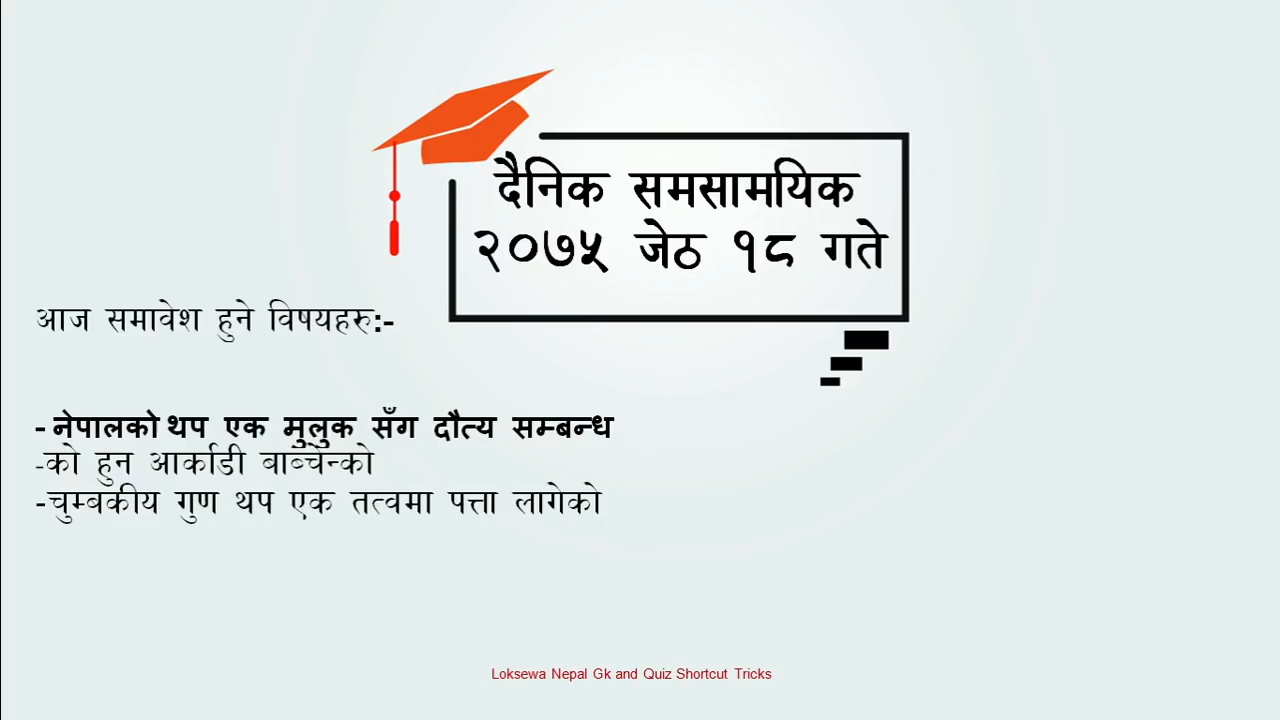 दैनिक समसामयिक
२०७५ जेठ १८ गते
आज समावेश हुने विषयहरु:-
- नेपालको थप एक मुलुक सँग दौत्य सम्बन्ध
-को हुन आर्काडी बाब्चेन्को
-चुम्बकीय गुण थप एक तत्वमा पत्ता लागेको
Loksewa Nepal Gk and Quiz Shortcut Tricks